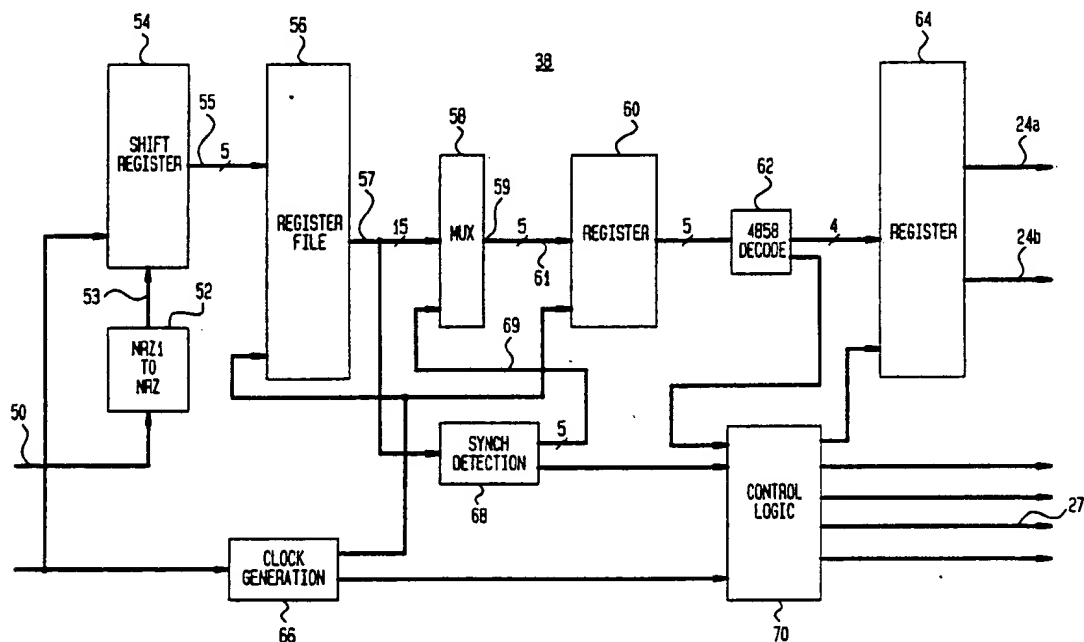 54
56
38
64
55
SHIFT
REGISTER
5
58
60
24a
57
59
62
REGISTER
FILE
15
MUX
5
REGISTER
5
4B5B
DECODE
4
REGISTER
61
24b
53
52
69
NRZ1
TO
NRZ
50
5
SYNCH
DETECTION
68
CONTROL
LOGIC
27
CLOCK
GENERATION
66
70